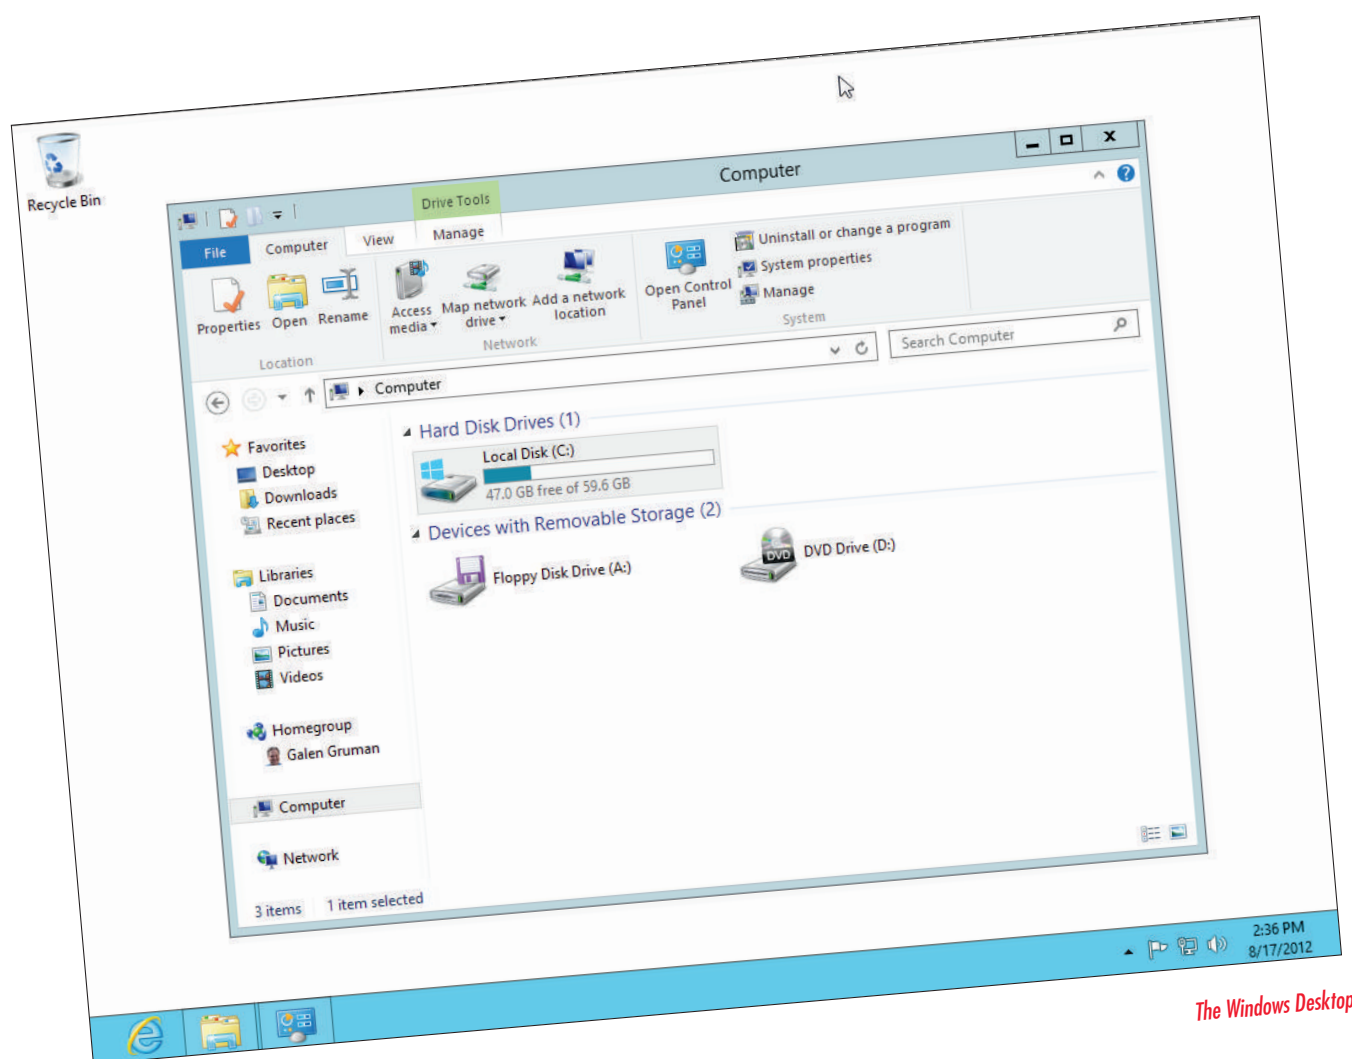 Recycle Bin
Computer
Drive Tools
File
Computer
View
Manage
Properties
Open
Rename
Location
Access
media
Map network
drive
Add a network
location
Network
Open Control
Panel
Uninstall or change a program
System properties
Manage
System
Computer
Search Computer
Favorites
Desktop
Downloads
Recent places
Libraries
Documents
Music
Pictures
Videos
Homegroup
Galen Gruman
Computer
Network
Hard Disk Drives (1)
Local Disk (C:)
47.0 GB free of 59.6 GB
Devices with Removable Storage (2)
Floppy Disk Drive (A:)
DVD
DVD Drive (D:)
3 items
1 item selected
2:36 PM
8/17/2012
The Windows Desktop